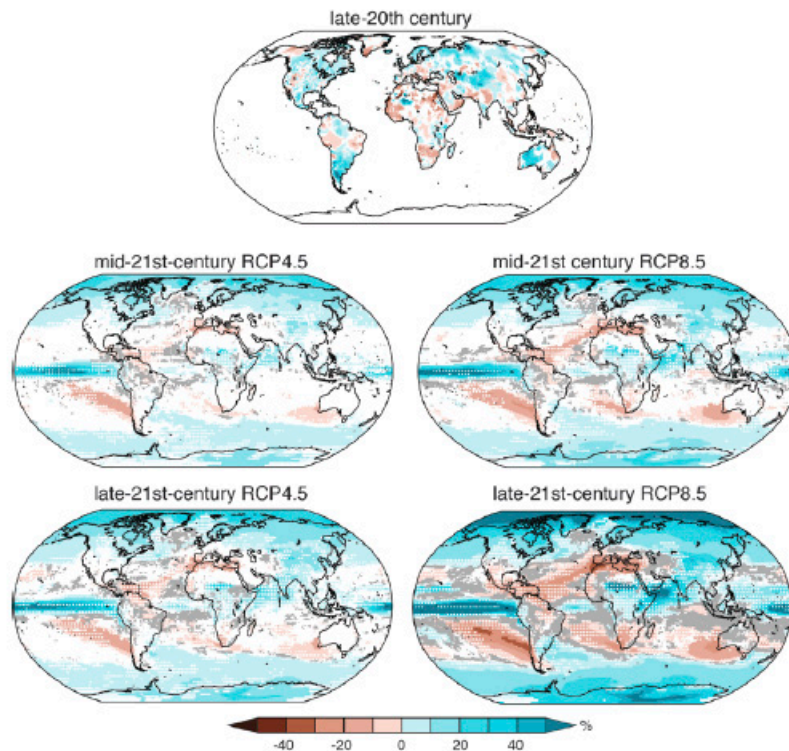 late-20th century
mid-21st-century RCP4.5
mid-21st century RCP8.5
late-21st-century RCP4.5
late-21st-century RCP8.5
%
-40 -20 0 20 40